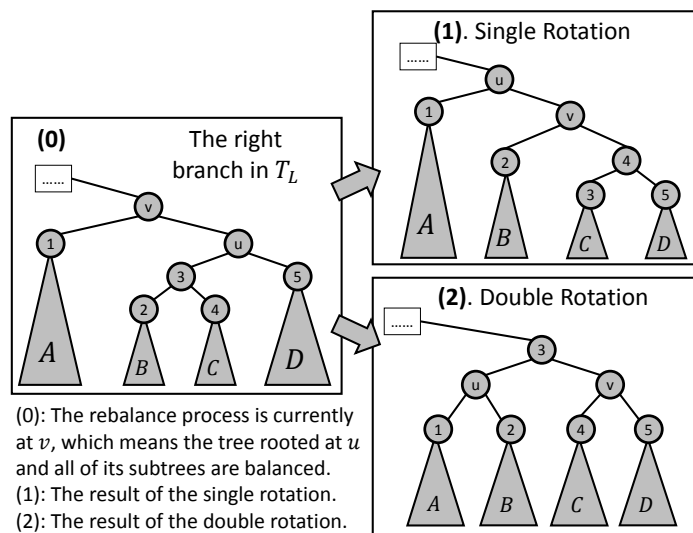 (1). Single Rotation
......
u
1
v
2
4
3
5
A
B
C
D
(0)
The right
branch in T_L
......
v
1
u
3
5
2
4
A
B
C
D
(2). Double Rotation
......
3
u
v
1
2
4
5
A
B
C
D
(0): The rebalance process is currently
at v, which means the tree rooted at u
and all of its subtrees are balanced.
(1): The result of the single rotation.
(2): The result of the double rotation.